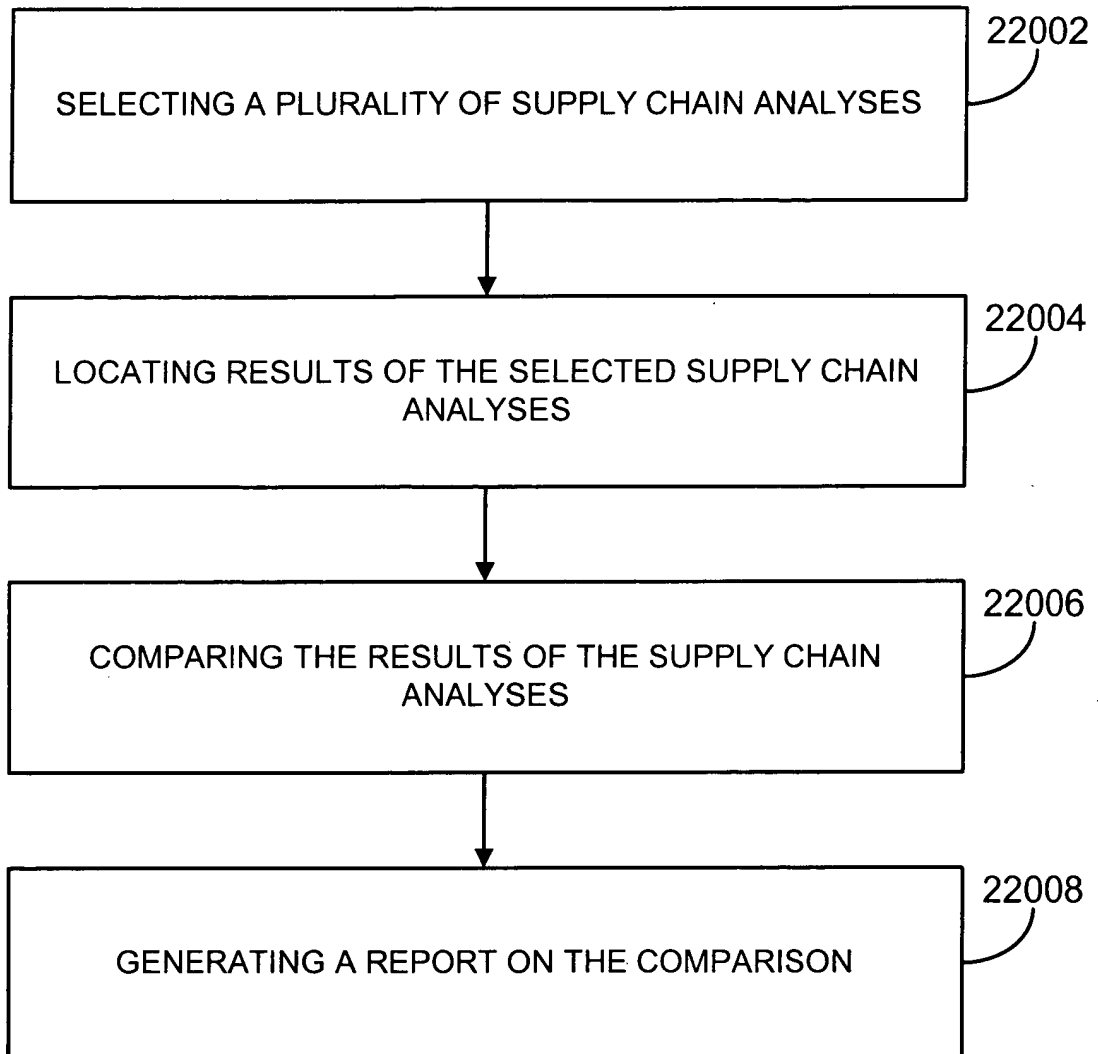 22002
SELECTING A PLURALITY OF SUPPLY CHAIN ANALYSES
22004
LOCATING RESULTS OF THE SELECTED SUPPLY CHAIN
ANALYSES
22006
COMPARING THE RESULTS OF THE SUPPLY CHAIN
ANALYSES
22008
GENERATING A REPORT ON THE COMPARISON